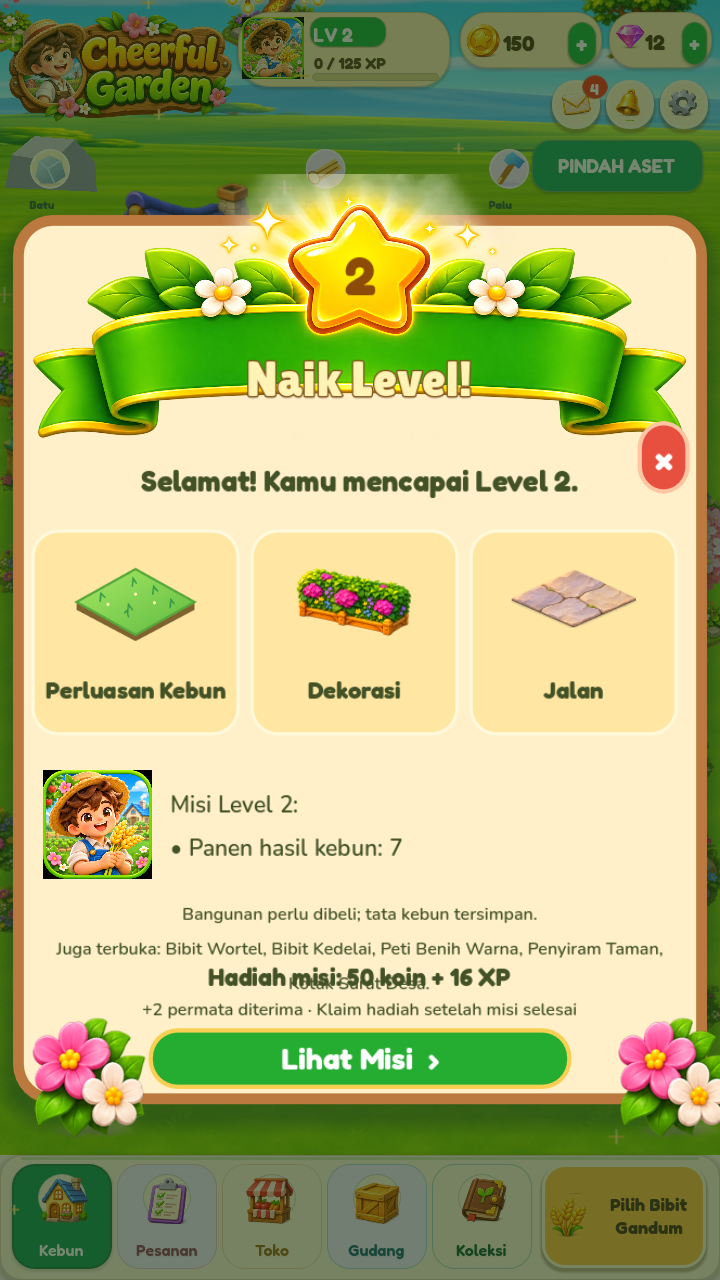 Cheerful
Garden
LV 2
0 / 125 XP
150
+
12
+
4
PINDAH ASET
Batu
Palu
2
Naik Level!
Selamat! Kamu mencapai Level 2.
Perluasan Kebun
Dekorasi
Jalan
Misi Level 2:
• Panen hasil kebun: 7
Bangunan perlu dibeli; tata kebun tersimpan.
Juga terbuka: Bibit Wortel, Bibit Kedelai, Peti Benih Warna, Penyiram Taman,
Kotak Surat Desa.
Hadiah misi: 50 koin + 16 XP
+2 permata diterima · Klaim hadiah setelah misi selesai
Lihat Misi ›
Kebun
Pesanan
Toko
Gudang
Koleksi
Pilih Bibit
Gandum